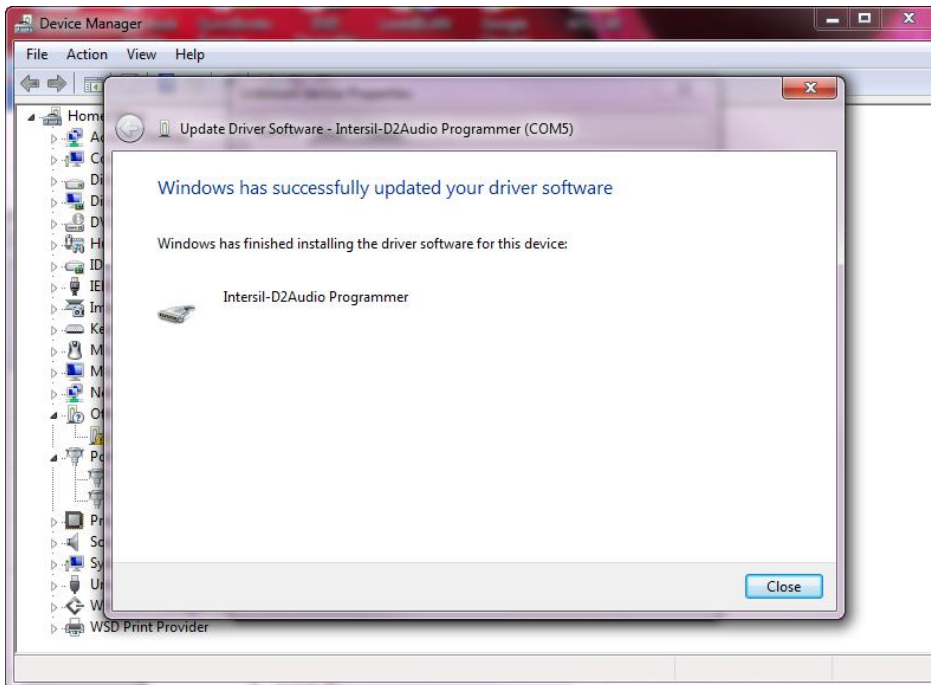 Device Manager
File Action View Help
Update Driver Software - Intersil-D2Audio Programmer (COM5)
Windows has successfully updated your driver software
Windows has finished installing the driver software for this device:
Intersil-D2Audio Programmer
Close
WSD Print Provider